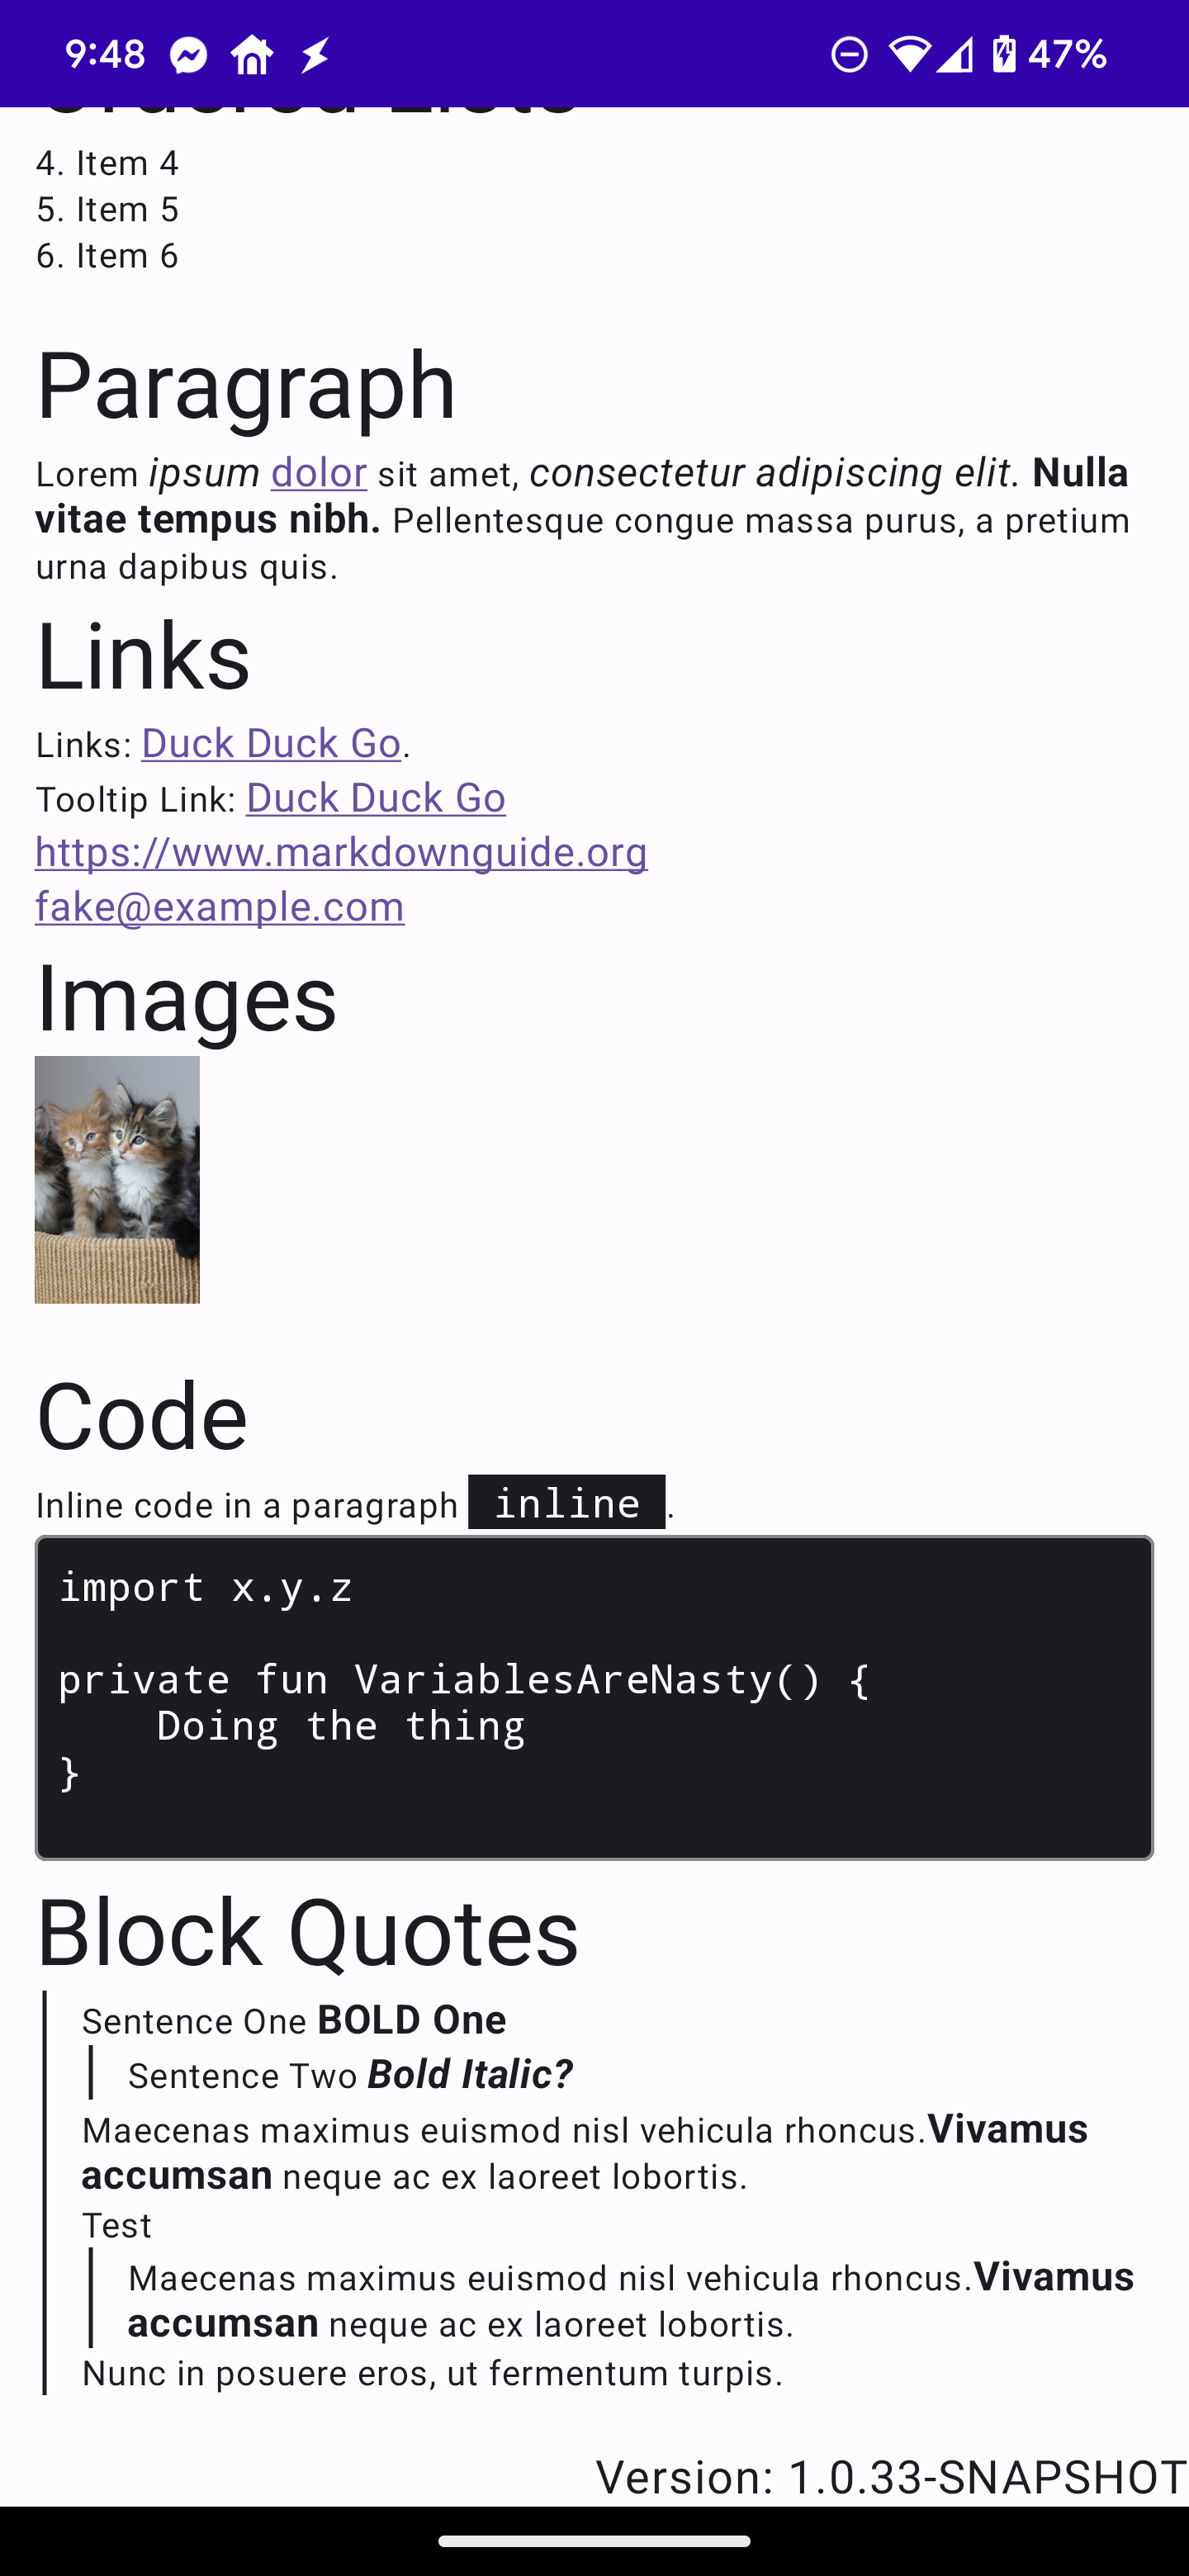 9:48 47%
Ordered Lists
4. Item 4
5. Item 5
6. Item 6
Paragraph
Lorem ipsum dolor sit amet, consectetur adipiscing elit. Nulla
vitae tempus nibh. Pellentesque congue massa purus, a pretium
urna dapibus quis.
Links
Links: Duck Duck Go.
Tooltip Link: Duck Duck Go
https://www.markdownguide.org
fake@example.com
Images
Code
Inline code in a paragraph inline .
import x.y.z
private fun VariablesAreNasty() {
    Doing the thing
}
Block Quotes
Sentence One BOLD One
Sentence Two Bold Italic?
Maecenas maximus euismod nisl vehicula rhoncus.Vivamus
accumsan neque ac ex laoreet lobortis.
Test
Maecenas maximus euismod nisl vehicula rhoncus.Vivamus
accumsan neque ac ex laoreet lobortis.
Nunc in posuere eros, ut fermentum turpis.
Version: 1.0.33-SNAPSHOT